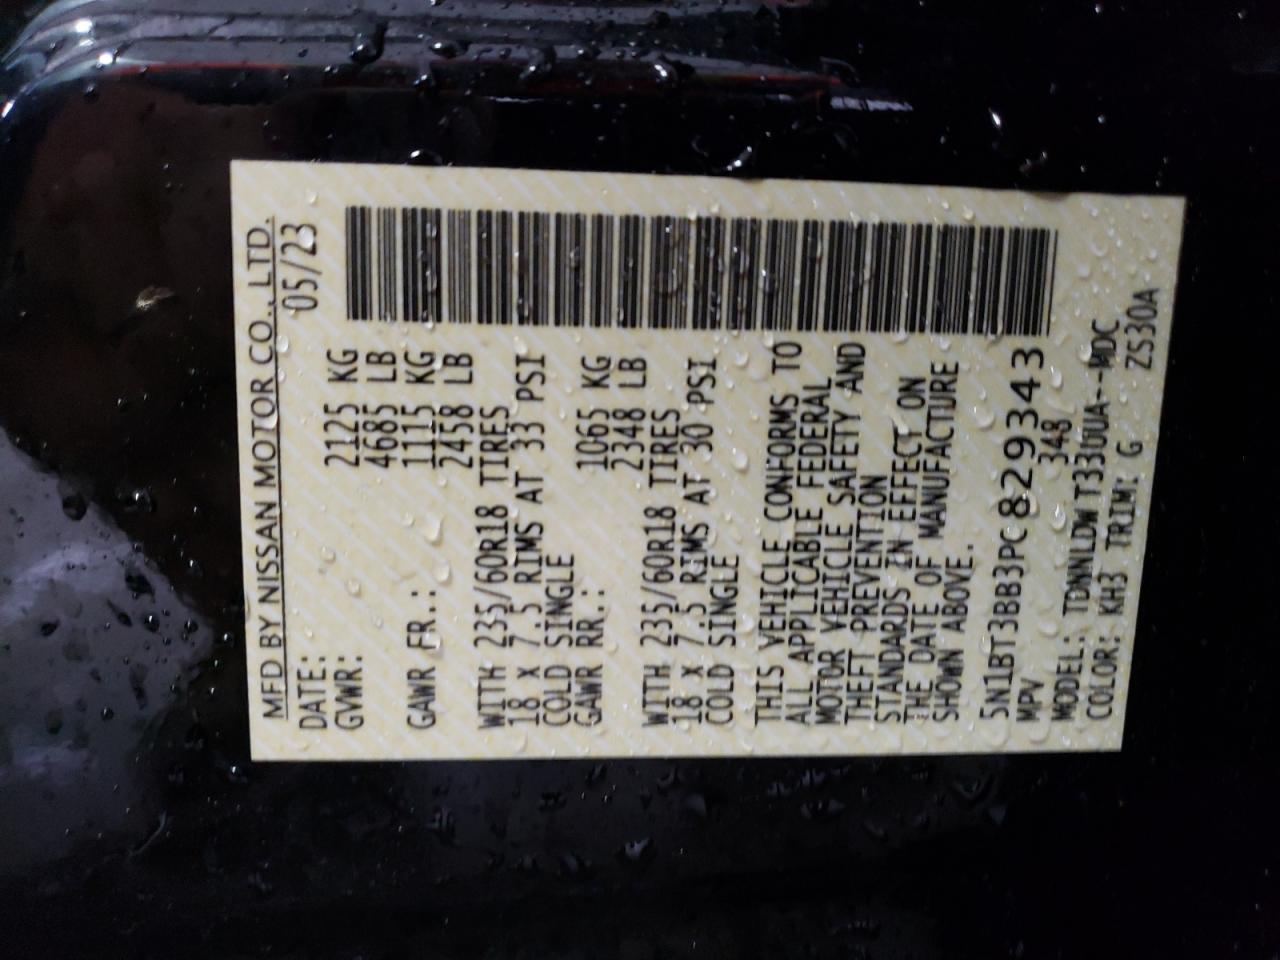 MFD BY NISSAN MOTOR CO., LTD.
DATE: 05/23
GVWR: 2125 KG
4685 LB
GAWR FR.: 1115 KG
2458 LB
WITH 235/60R18 TIRES
18 X 7.5 RIMS AT 33 PSI
COLD SINGLE
GAWR RR.: 1065 KG
2348 LB
WITH 235/60R18 TIRES
18 X 7.5 RIMS AT 30 PSI
COLD SINGLE
THIS VEHICLE CONFORMS TO
ALL APPLICABLE FEDERAL
MOTOR VEHICLE SAFETY AND
THEFT PREVENTION
STANDARDS IN EFFECT ON
THE DATE OF MANUFACTURE
SHOWN ABOVE.
5N1BT3BB3PC829343
MPV 348
MODEL: TDNNLDWT33UUA--MDC
COLOR: KH3 TRIM: G ZS30A